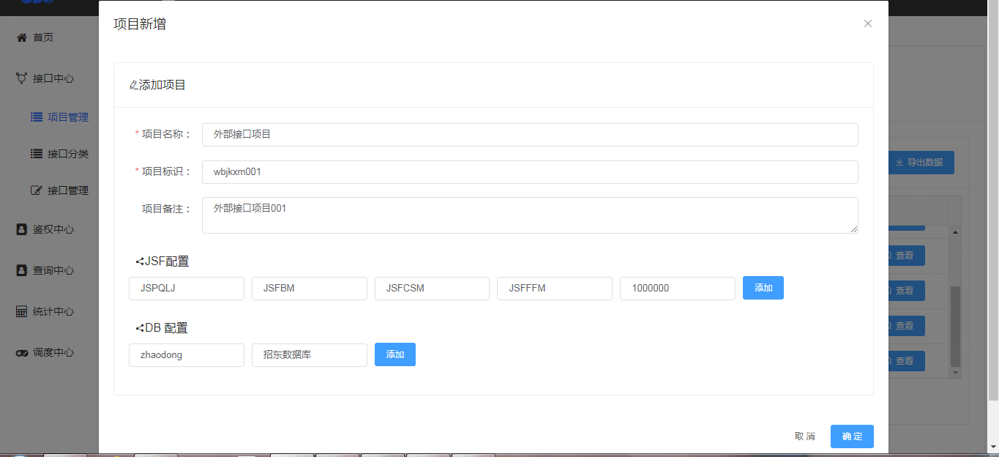 项目新增
首页
接口中心
项目管理
接口分类
接口管理
鉴权中心
查询中心
统计中心
调度中心
添加项目
* 项目名称：
外部接口项目
* 项目标识：
wbjkxm001
项目备注：
外部接口项目001
JSF配置
JSPQLJ
JSFBM
JSFCSM
JSFFFM
1000000
添加
DB 配置
zhaodong
招东数据库
添加
导出数据
查看
查看
查看
查看
取消
确定